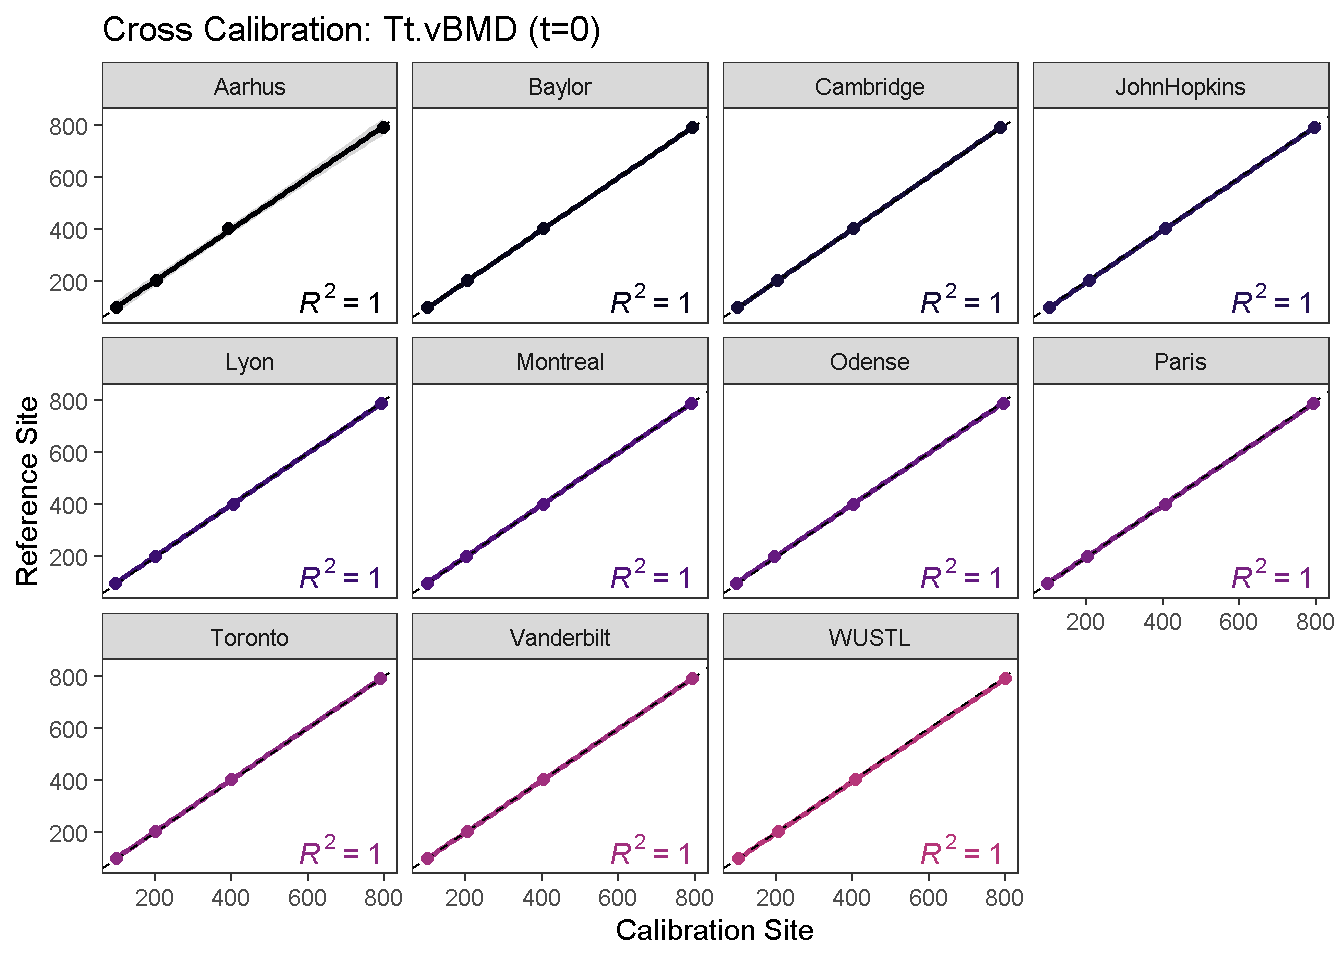 Cross Calibration: Tt.vBMD (t=0)
Aarhus Baylor Cambridge JohnHopkins
800
600
400
200
R² = 1 R² = 1 R² = 1 R² = 1
Lyon Montreal Odense Paris
800
600
400
200
R² = 1 R² = 1 R² = 1 R² = 1
200 400 600 800
Reference Site
Toronto Vanderbilt WUSTL
800
600
400
200
R² = 1 R² = 1 R² = 1
200 400 600 800 200 400 600 800 200 400 600 800
Calibration Site